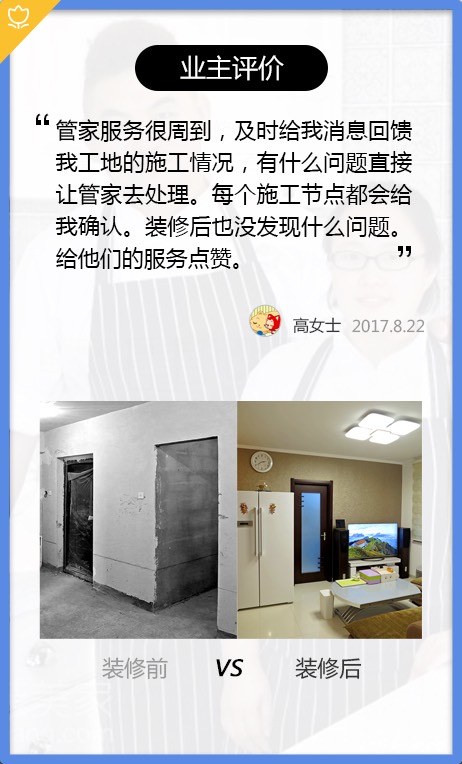 业主评价
“管家服务很周到，及时给我消息回馈
我工地的施工情况，有什么问题直接
让管家去处理。每个施工节点都会给
我确认。装修后也没发现什么问题。
给他们的服务点赞。”
高女士 2017.8.22
装修前 VS 装修后